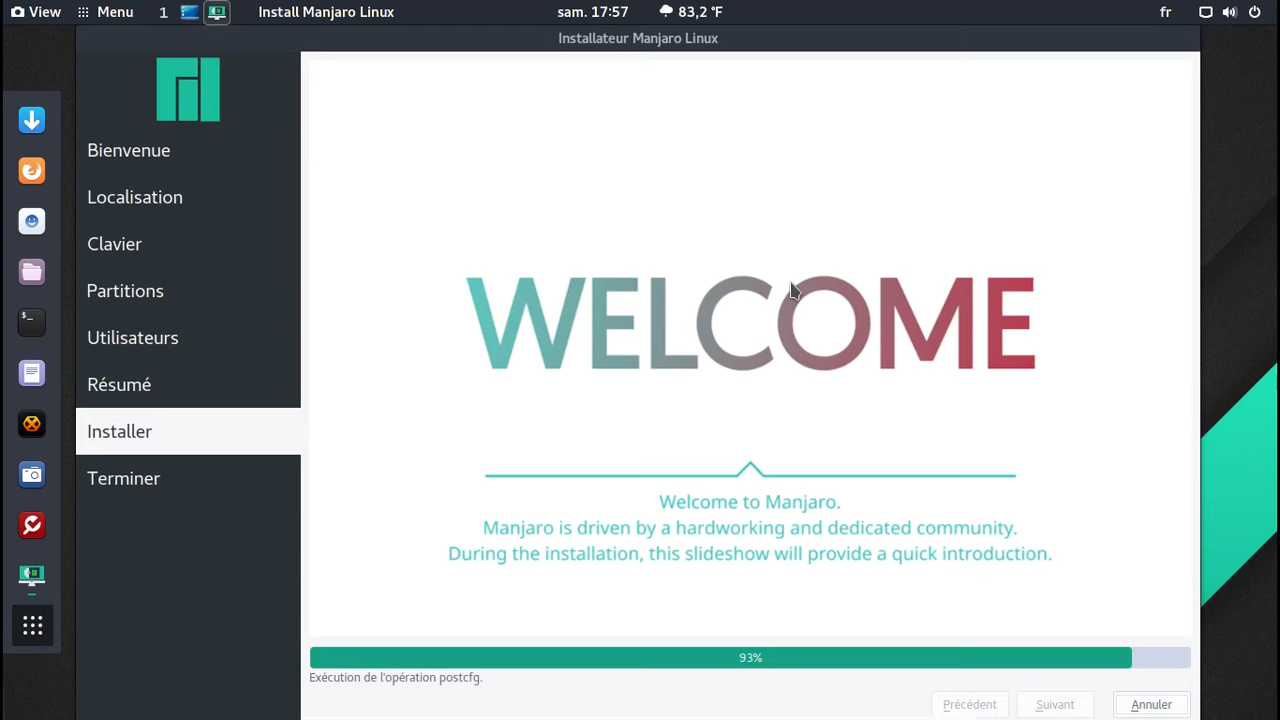 View Menu 1 Install Manjaro Linux sam. 17:57 83,2 °F fr
Installateur Manjaro Linux
Bienvenue
Localisation
Clavier
Partitions
Utilisateurs
Résumé
Installer
Terminer
WELCOME
Welcome to Manjaro.
Manjaro is driven by a hardworking and dedicated community.
During the installation, this slideshow will provide a quick introduction.
93%
Exécution de l'opération postcfg.
Précédent Suivant Annuler